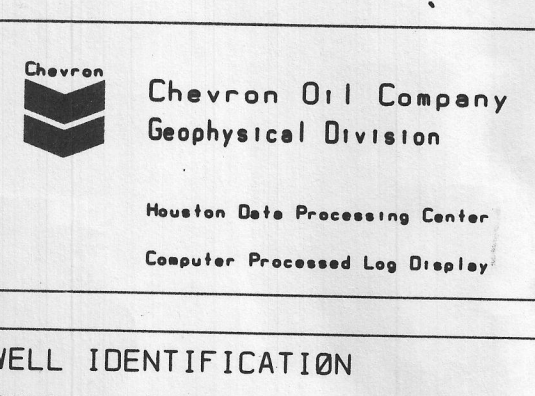 Chevron
Chevron Oil Company
Geophysical Division
Houston Data Processing Center
Computer Processed Log Display
WELL IDENTIFICATIØN